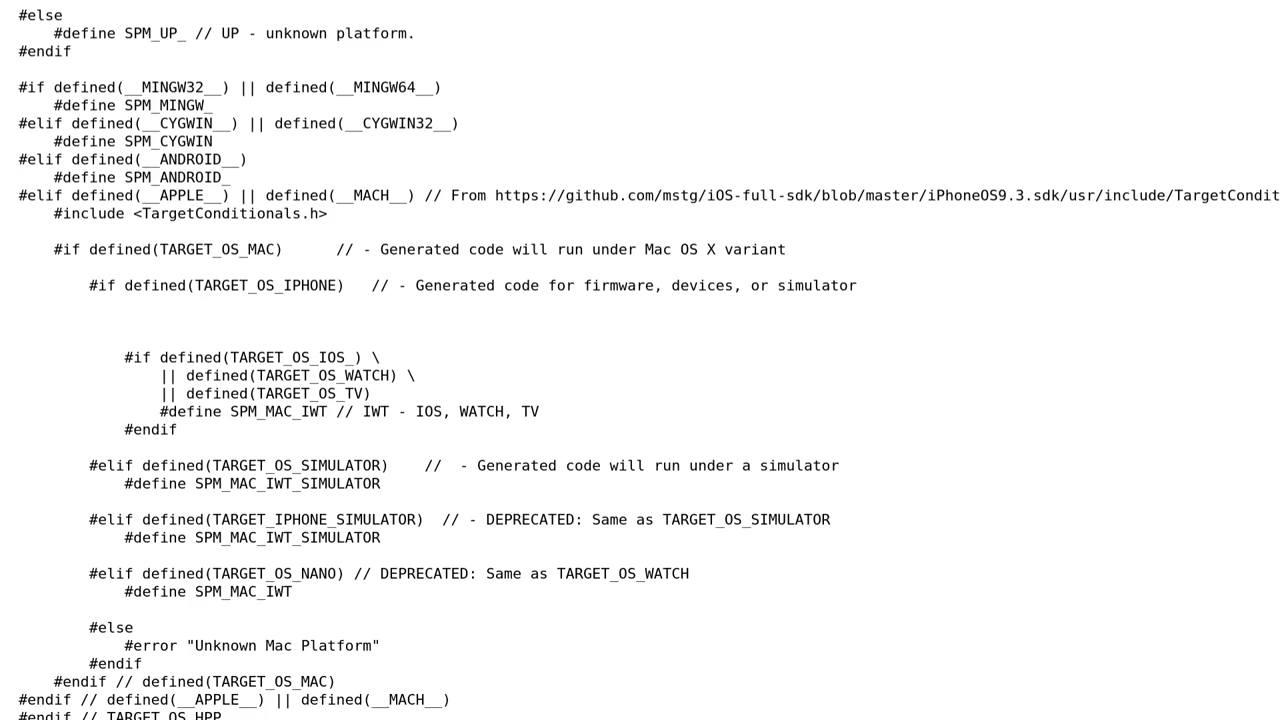 #else
#define SPM_UP_ // UP - unknown platform.
#endif
#if defined(__MINGW32__) || defined(__MINGW64__)
#define SPM_MINGW_
#elif defined(__CYGWIN__) || defined(__CYGWIN32__)
#define SPM_CYGWIN
#elif defined(__ANDROID__)
#define SPM_ANDROID_
#elif defined(__APPLE__) || defined(__MACH__) // From https://github.com/mstg/iOS-full-sdk/blob/master/iPhoneOS9.3.sdk/usr/include/TargetCondit
#include <TargetConditionals.h>
#if defined(TARGET_OS_MAC) // - Generated code will run under Mac OS X variant
#if defined(TARGET_OS_IPHONE) // - Generated code for firmware, devices, or simulator
#if defined(TARGET_OS_IOS_) \
|| defined(TARGET_OS_WATCH) \
|| defined(TARGET_OS_TV)
#define SPM_MAC_IWT // IWT - IOS, WATCH, TV
#endif
#elif defined(TARGET_OS_SIMULATOR) // - Generated code will run under a simulator
#define SPM_MAC_IWT_SIMULATOR
#elif defined(TARGET_IPHONE_SIMULATOR) // - DEPRECATED: Same as TARGET_OS_SIMULATOR
#define SPM_MAC_IWT_SIMULATOR
#elif defined(TARGET_OS_NANO) // DEPRECATED: Same as TARGET_OS_WATCH
#define SPM_MAC_IWT
#else
#error "Unknown Mac Platform"
#endif
#endif // defined(TARGET_OS_MAC)
#endif // defined(__APPLE__) || defined(__MACH__)
#endif // TARGET_OS_HPP